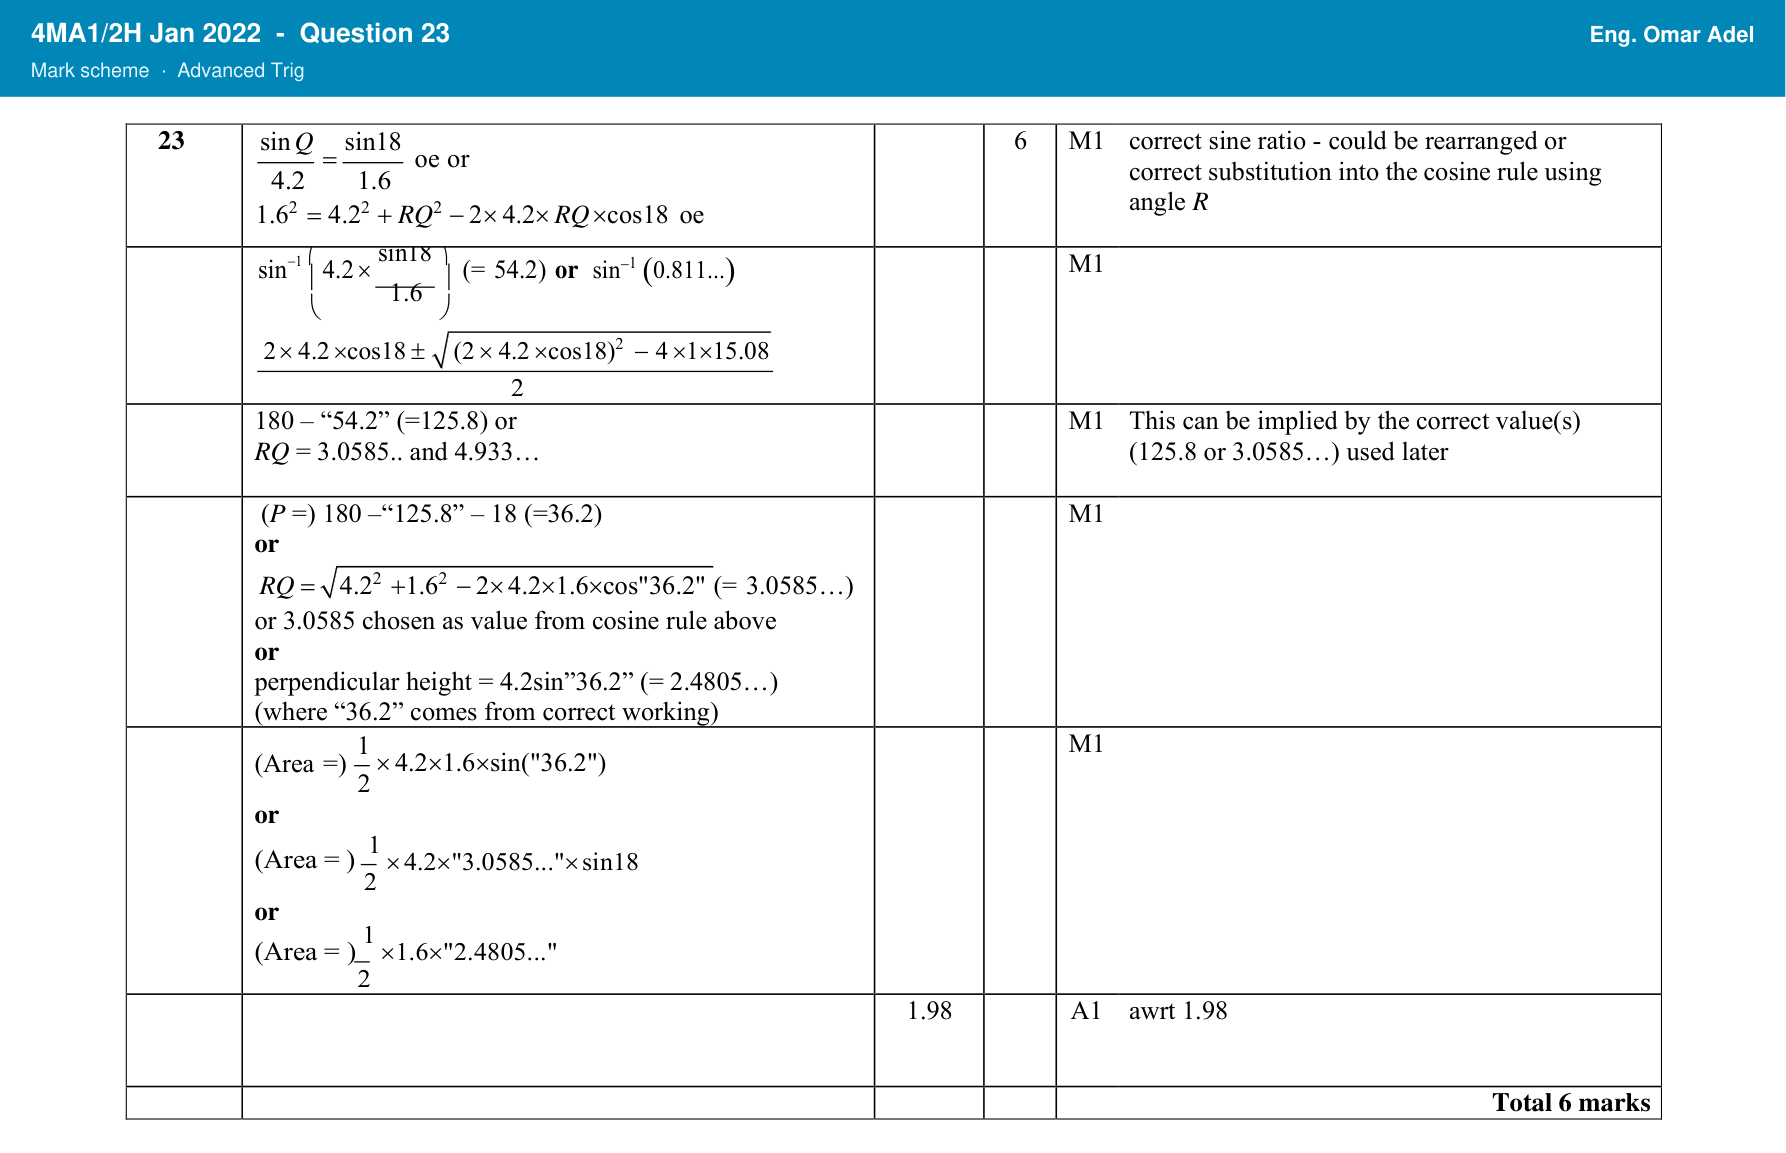 4MA1/2H Jan 2022 - Question 23
Eng. Omar Adel
Mark scheme · Advanced Trig
23
sin Q / 4.2 = sin18 / 1.6 oe or
1.6² = 4.2² + RQ² − 2 × 4.2 × RQ × cos18 oe
6
M1 correct sine ratio - could be rearranged or
correct substitution into the cosine rule using
angle R
sin⁻¹ ( 4.2 × sin18 / 1.6 ) (= 54.2) or sin⁻¹ (0.811...)
(2 × 4.2 × cos18 ± √((2 × 4.2 × cos18)² − 4 × 1 × 15.08)) / 2
M1
180 – “54.2” (=125.8) or
RQ = 3.0585.. and 4.933…
M1 This can be implied by the correct value(s)
(125.8 or 3.0585…) used later
(P =) 180 –“125.8” – 18 (=36.2)
or
RQ = √(4.2² +1.6² − 2 × 4.2 × 1.6 × cos"36.2") (= 3.0585…)
or 3.0585 chosen as value from cosine rule above
or
perpendicular height = 4.2sin”36.2” (= 2.4805…)
(where “36.2” comes from correct working)
M1
(Area =) 1/2 × 4.2×1.6×sin("36.2")
or
(Area = ) 1/2 × 4.2×"3.0585..."× sin18
or
(Area = ) 1/2 ×1.6×"2.4805..."
M1
1.98
A1 awrt 1.98
Total 6 marks